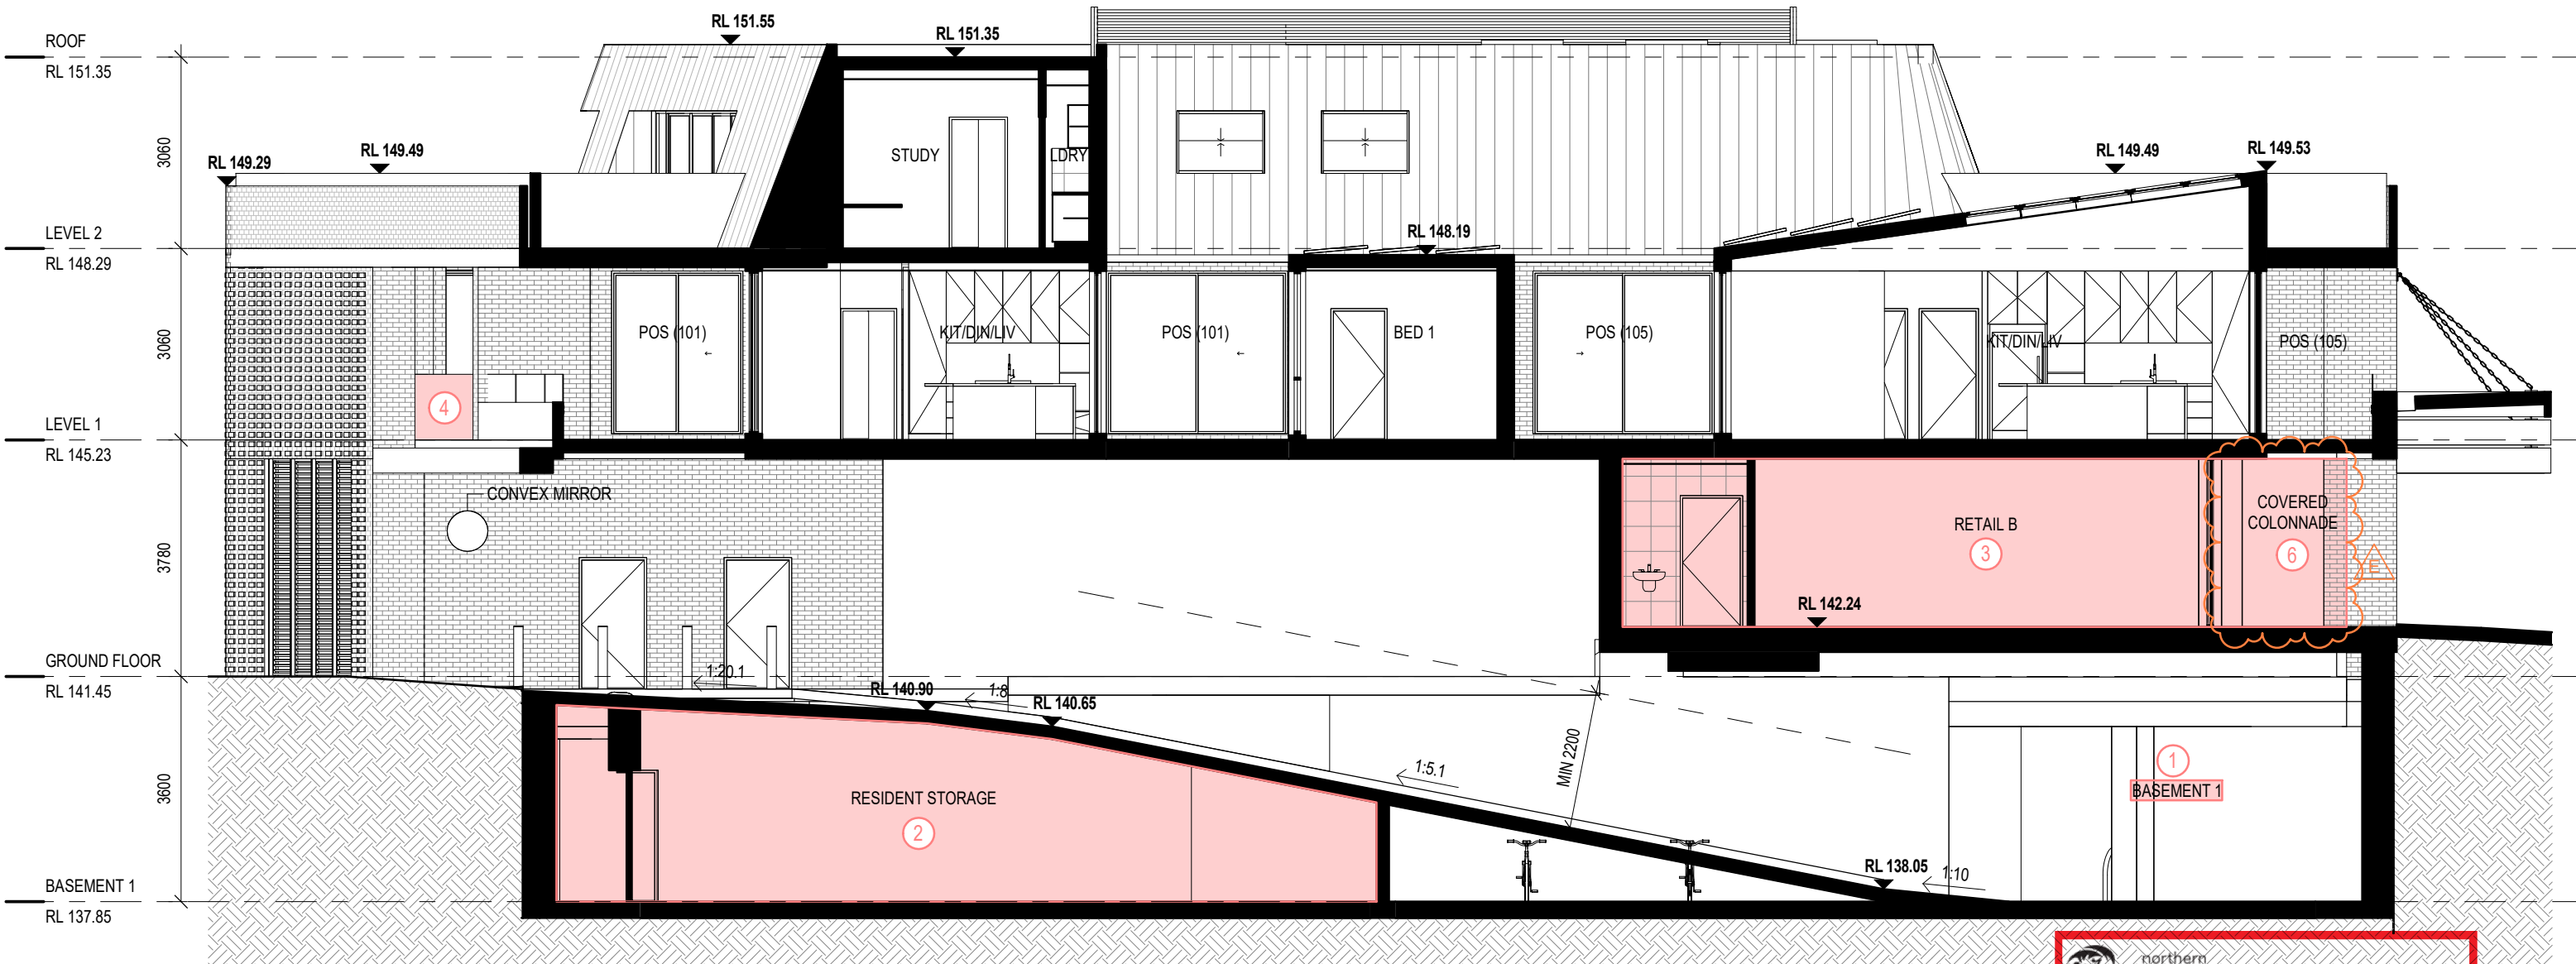 RL 151.55
RL 151.35
ROOF
RL 151.35
3060
STUDY
LDRY
RL 149.29
RL 149.49
RL 149.49
RL 149.53
LEVEL 2
RL 148.29
RL 148.19
3060
POS (101)
KIT/DIN/LIV
POS (101)
BED 1
POS (105)
KIT/DIN/LIV
POS (105)
4
LEVEL 1
RL 145.23
CONVEX MIRROR
3780
RETAIL B
3
COVERED
COLONNADE
6
E
RL 142.24
GROUND FLOOR
RL 141.45
1:20.1
RL 140.90
1:8
RL 140.65
MIN 2200
1:5.1
1
BASEMENT 1
3600
RESIDENT STORAGE
2
RL 138.05
1:10
BASEMENT 1
RL 137.85
northern